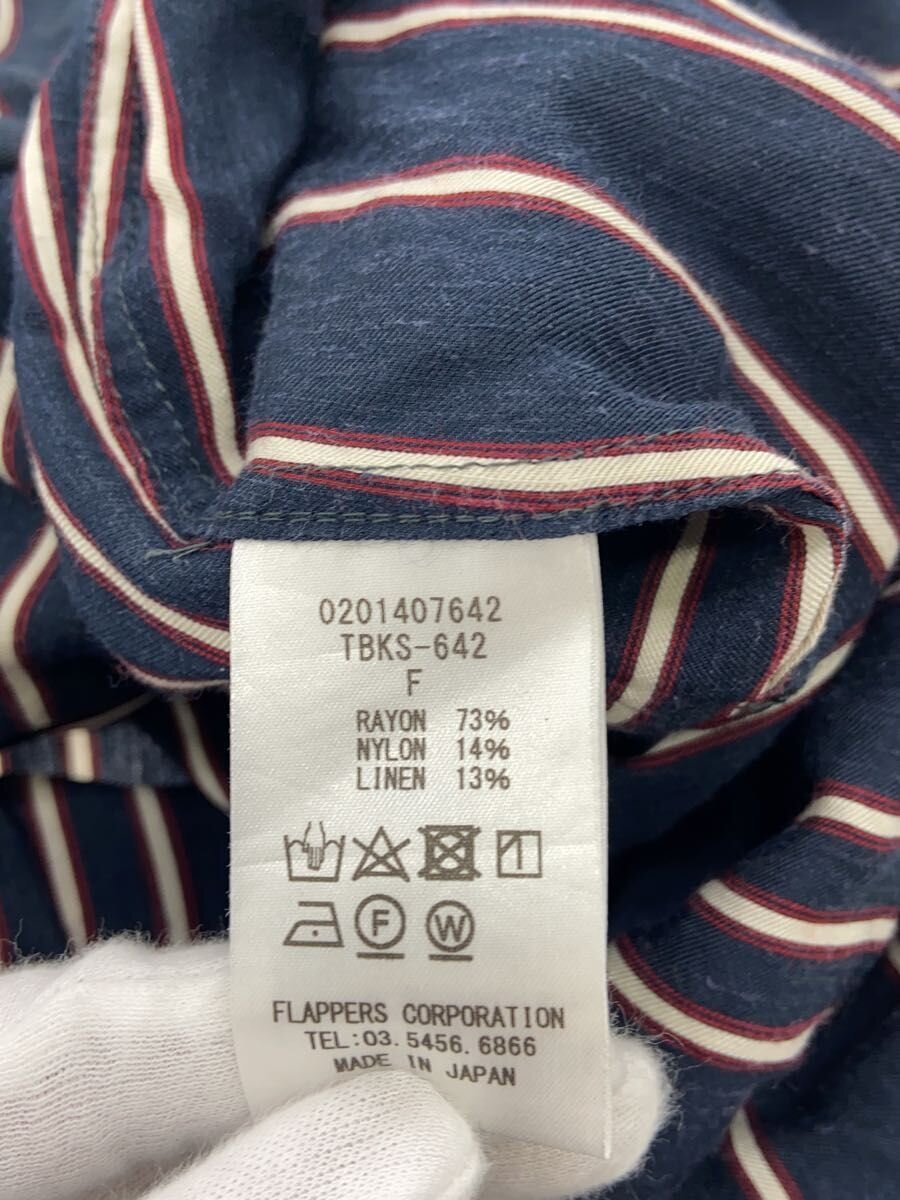 0201407642
TBKS-642
F
RAYON 73%
NYLON 14%
LINEN 13%
F W
FLAPPERS CORPORATION
TEL:03.5456.6866
MADE IN JAPAN